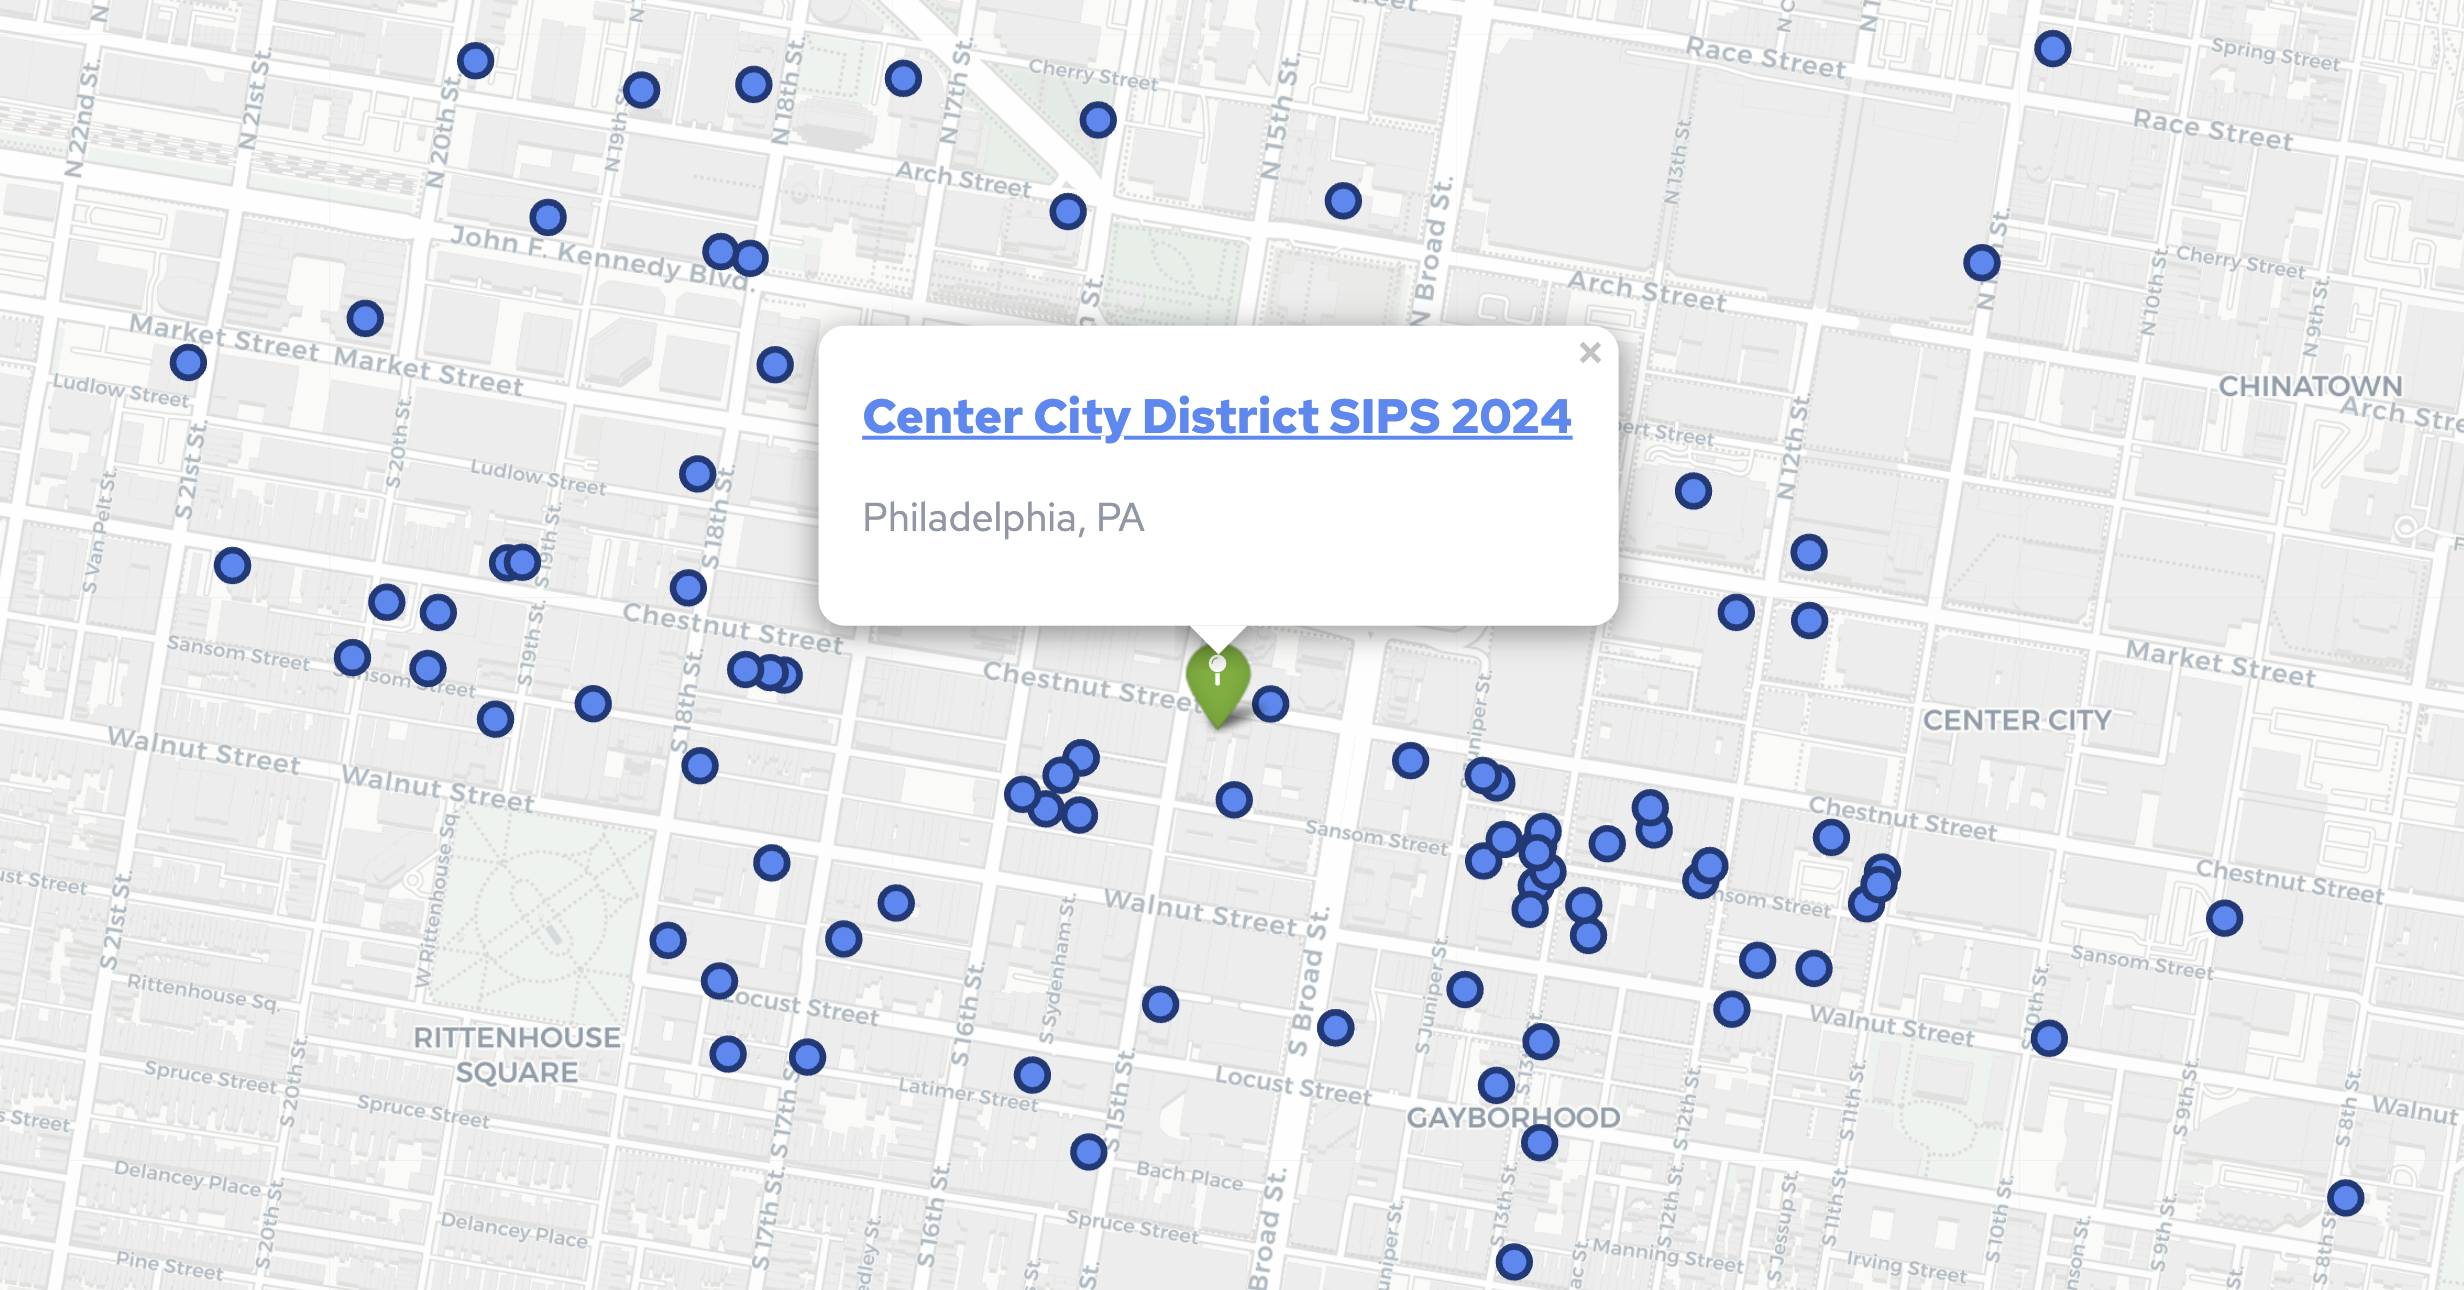 Cherry Street
Race Street
Spring Street
Race Street
N 22nd St.
N 21st St.
N 20th St.
N 18th St.
N 17th St.
N 15th St.
N 13th St.
Arch Street
N Broad St.
Cherry Street
N 10th St.
N 9th St.
John F. Kennedy Blvd.
Arch Street
Market Street
Market Street
Ludlow Street
CHINATOWN
×
Center City District SIPS 2024
Philadelphia, PA
N 12th St.
S 21st St.
S 20th St.
Ludlow Street
S 18th St.
S Van Pelt St.
S 19th St.
Chestnut Street
Sansom Street
S 19th St.
S 18th St.
Chestnut Street
Market Street
CENTER CITY
Walnut Street
Walnut Street
Sansom Street
Chestnut Street
Chestnut Street
W Rittenhouse Sq.
S 21st St.
Walnut Street
S Broad St.
Sansom Street
Rittenhouse Sq.
Locust Street
S 16th St.
S Sydenham St.
S Juniper St.
Walnut Street
S 10th St.
RITTENHOUSE
SQUARE
Spruce Street
Spruce Street
S 20th St.
S 17th St.
Latimer Street
S 15th St.
Locust Street
GAYBORHOOD
S 12th St.
S 11th St.
S 9th St.
S 8th St.
Walnut
Delancey Place
Delancey Place
Bach Place
Spruce Street
Pine Street
S 20th St.
S 17th St.
S 16th St.
Broad St.
S 13th St.
S 12th St.
Manning Street
S Jessup St.
S 11th St.
Irving Street
S 10th St.
S 9th St.
S 8th St.